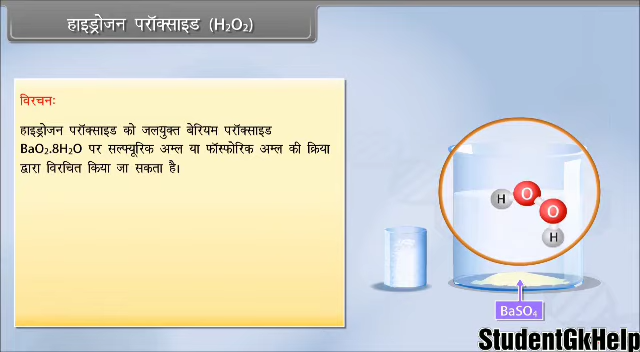 हाइड्रोजन परॉक्साइड (H₂O₂)
विरचनः
हाइड्रोजन परॉक्साइड को जलयुक्त बेरियम परॉक्साइड
BaO₂.8H₂O पर सल्फ्यूरिक अम्ल या फॉस्फोरिक अम्ल की क्रिया
द्वारा विरचित किया जा सकता है।
H O
O
H
BaSO₄
StudentGkHelp